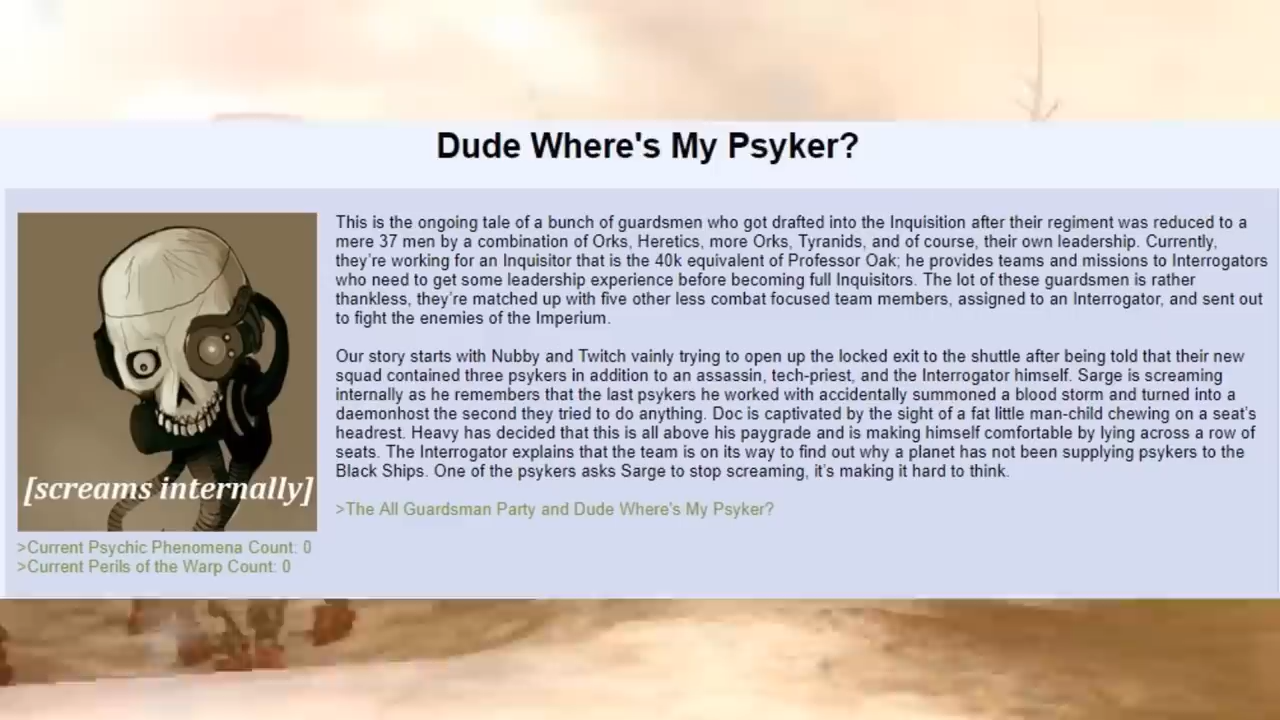 Dude Where's My Psyker?
This is the ongoing tale of a bunch of guardsmen who got drafted into the Inquisition after their regiment was reduced to a
mere 37 men by a combination of Orks, Heretics, more Orks, Tyranids, and of course, their own leadership. Currently,
they're working for an Inquisitor that is the 40k equivalent of Professor Oak; he provides teams and missions to Interrogators
who need to get some leadership experience before becoming full Inquisitors. The lot of these guardsmen is rather
thankless, they're matched up with five other less combat focused team members, assigned to an Interrogator, and sent out
to fight the enemies of the Imperium.
Our story starts with Nubby and Twitch vainly trying to open up the locked exit to the shuttle after being told that their new
squad contained three psykers in addition to an assassin, tech-priest, and the Interrogator himself. Sarge is screaming
internally as he remembers that the last psykers he worked with accidentally summoned a blood storm and turned into a
daemonhost the second they tried to do anything. Doc is captivated by the sight of a fat little man-child chewing on a seat's
headrest. Heavy has decided that this is all above his paygrade and is making himself comfortable by lying across a row of
seats. The Interrogator explains that the team is on its way to find out why a planet has not been supplying psykers to the
Black Ships. One of the psykers asks Sarge to stop screaming, it's making it hard to think.
>The All Guardsman Party and Dude Where's My Psyker?
[screams internally]
>Current Psychic Phenomena Count: 0
>Current Perils of the Warp Count: 0